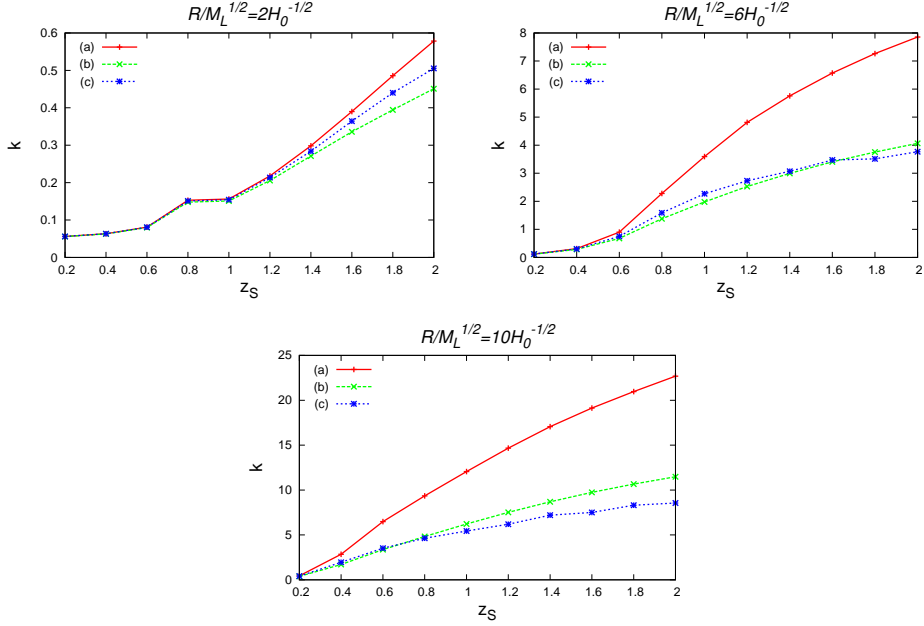 R/M_L^1/2=2H_0^-1/2
k
0.6
0.5
0.4
0.3
0.2
0.1
0
(a)
(b)
(c)
0.2 0.4 0.6 0.8 1 1.2 1.4 1.6 1.8 2
z_S
R/M_L^1/2=6H_0^-1/2
k
8
7
6
5
4
3
2
1
0
(a)
(b)
(c)
0.2 0.4 0.6 0.8 1 1.2 1.4 1.6 1.8 2
z_S
R/M_L^1/2=10H_0^-1/2
k
25
20
15
10
5
0
(a)
(b)
(c)
0.2 0.4 0.6 0.8 1 1.2 1.4 1.6 1.8 2
z_S